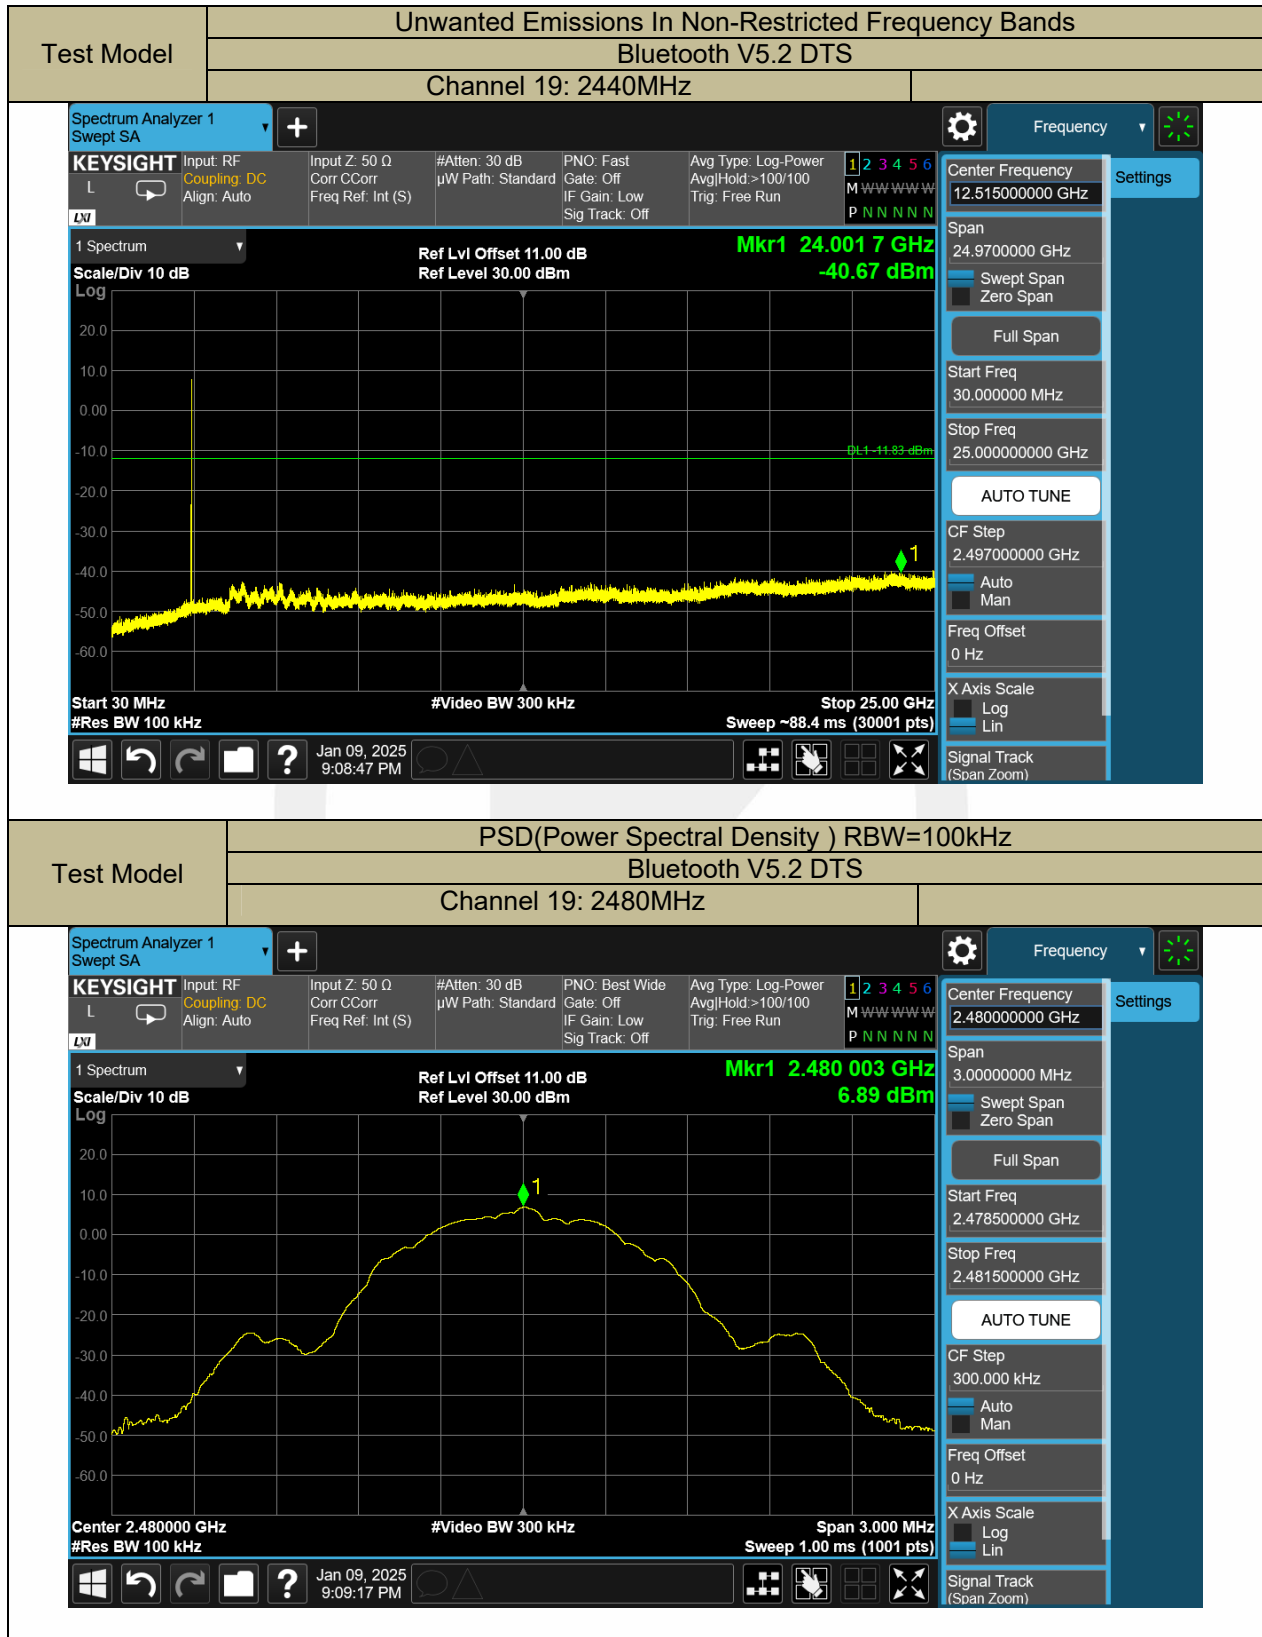 Test Model
Unwanted Emissions In Non-Restricted Frequency Bands
Bluetooth V5.2 DTS
Channel 19: 2440MHz
Spectrum Analyzer 1
Swept SA
Frequency
KEYSIGHT
L
LXI
Input: RF
Coupling: DC
Align: Auto
Input Z: 50 Ω
Corr CCorr
Freq Ref: Int (S)
#Atten: 30 dB
µW Path: Standard
PNO: Fast
Gate: Off
IF Gain: Low
Sig Track: Off
Avg Type: Log-Power
Avg|Hold:>100/100
Trig: Free Run
1 2 3 4 5 6
M W W W W W
P N N N N N
1 Spectrum
Scale/Div 10 dB
Log
Ref Lvl Offset 11.00 dB
Ref Level 30.00 dBm
Mkr1 24.001 7 GHz
-40.67 dBm
20.0
10.0
0.00
-10.0
-20.0
-30.0
-40.0
-50.0
-60.0
DL1 -11.83 dBm
1
Start 30 MHz
#Res BW 100 kHz
#Video BW 300 kHz
Stop 25.00 GHz
Sweep ~88.4 ms (30001 pts)
Jan 09, 2025
9:08:47 PM
Center Frequency
12.515000000 GHz
Span
24.9700000 GHz
Swept Span
Zero Span
Full Span
Start Freq
30.000000 MHz
Stop Freq
25.000000000 GHz
AUTO TUNE
CF Step
2.497000000 GHz
Auto
Man
Freq Offset
0 Hz
X Axis Scale
Log
Lin
Signal Track
(Span Zoom)
Settings
Test Model
PSD(Power Spectral Density ) RBW=100kHz
Bluetooth V5.2 DTS
Channel 19: 2480MHz
Spectrum Analyzer 1
Swept SA
Frequency
KEYSIGHT
L
LXI
Input: RF
Coupling: DC
Align: Auto
Input Z: 50 Ω
Corr CCorr
Freq Ref: Int (S)
#Atten: 30 dB
µW Path: Standard
PNO: Best Wide
Gate: Off
IF Gain: Low
Sig Track: Off
Avg Type: Log-Power
Avg|Hold:>100/100
Trig: Free Run
1 2 3 4 5 6
M W W W W W
P N N N N N
1 Spectrum
Scale/Div 10 dB
Log
Ref Lvl Offset 11.00 dB
Ref Level 30.00 dBm
Mkr1 2.480 003 GHz
6.89 dBm
20.0
10.0
0.00
-10.0
-20.0
-30.0
-40.0
-50.0
-60.0
1
Center 2.480000 GHz
#Res BW 100 kHz
#Video BW 300 kHz
Span 3.000 MHz
Sweep 1.00 ms (1001 pts)
Jan 09, 2025
9:09:17 PM
Center Frequency
2.480000000 GHz
Span
3.00000000 MHz
Swept Span
Zero Span
Full Span
Start Freq
2.478500000 GHz
Stop Freq
2.481500000 GHz
AUTO TUNE
CF Step
300.000 kHz
Auto
Man
Freq Offset
0 Hz
X Axis Scale
Log
Lin
Signal Track
(Span Zoom)
Settings